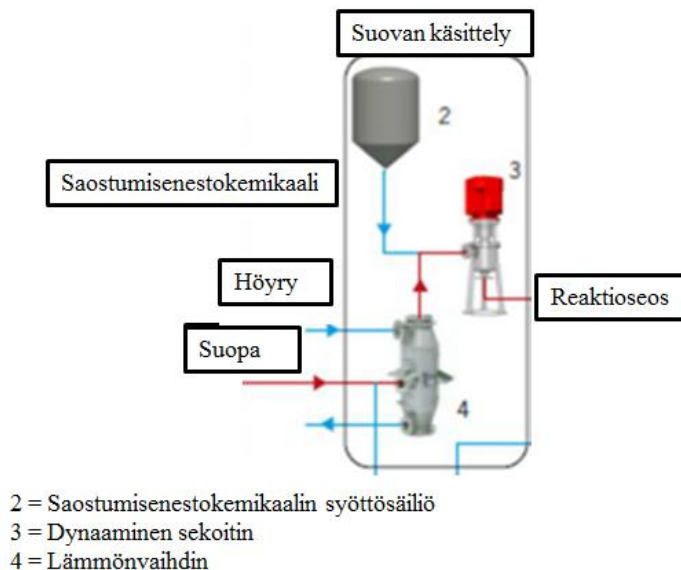 Suovan käsittely
2
Saostumisenestokemikaali
3
Höyry
Reaktioseos
Suopa
4
2 = Saostumisenestokemikaalin syöttösäiliö
3 = Dynaaminen sekoitin
4 = Lämmönvaihdin